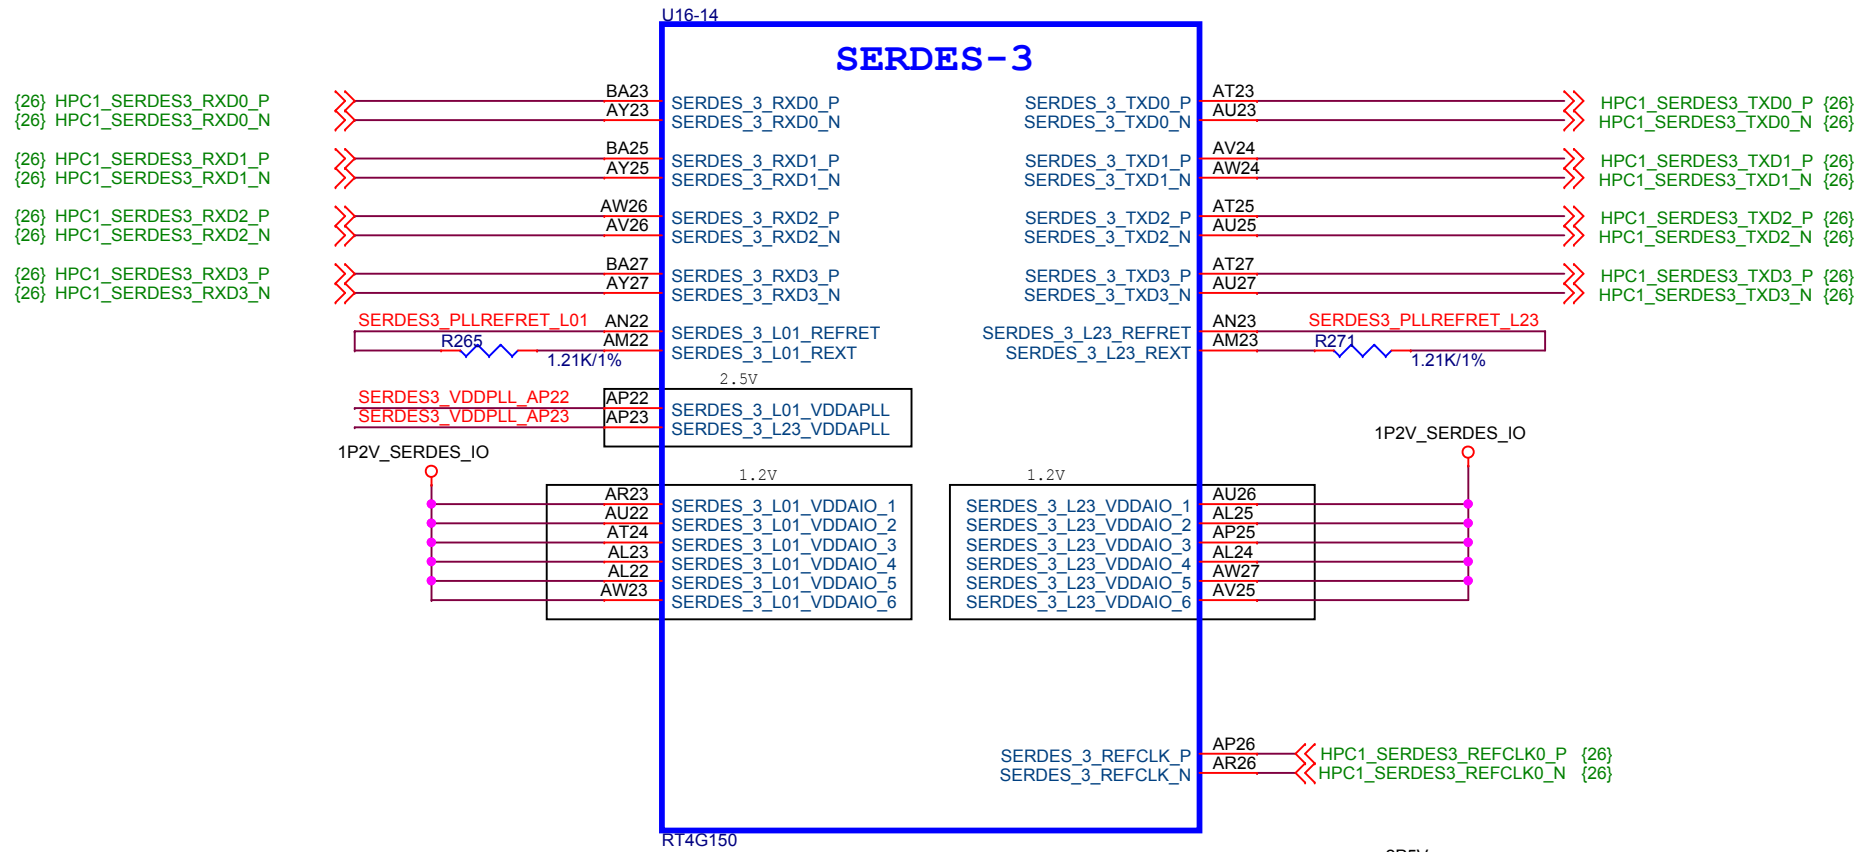 U16-14
SERDES-3
{26} HPC1_SERDES3_RXD0_P BA23 SERDES_3_RXD0_P SERDES_3_TXD0_P AT23 HPC1_SERDES3_TXD0_P {26}
{26} HPC1_SERDES3_RXD0_N AY23 SERDES_3_RXD0_N SERDES_3_TXD0_N AU23 HPC1_SERDES3_TXD0_N {26}
{26} HPC1_SERDES3_RXD1_P BA25 SERDES_3_RXD1_P SERDES_3_TXD1_P AV24 HPC1_SERDES3_TXD1_P {26}
{26} HPC1_SERDES3_RXD1_N AY25 SERDES_3_RXD1_N SERDES_3_TXD1_N AW24 HPC1_SERDES3_TXD1_N {26}
{26} HPC1_SERDES3_RXD2_P AW26 SERDES_3_RXD2_P SERDES_3_TXD2_P AT25 HPC1_SERDES3_TXD2_P {26}
{26} HPC1_SERDES3_RXD2_N AV26 SERDES_3_RXD2_N SERDES_3_TXD2_N AU25 HPC1_SERDES3_TXD2_N {26}
{26} HPC1_SERDES3_RXD3_P BA27 SERDES_3_RXD3_P SERDES_3_TXD3_P AT27 HPC1_SERDES3_TXD3_P {26}
{26} HPC1_SERDES3_RXD3_N AY27 SERDES_3_RXD3_N SERDES_3_TXD3_N AU27 HPC1_SERDES3_TXD3_N {26}
SERDES3_PLLREFRET_L01 AN22 SERDES_3_L01_REFRET SERDES_3_L23_REFRET AN23 SERDES3_PLLREFRET_L23
R265 1.21K/1% AM22 SERDES_3_L01_REXT SERDES_3_L23_REXT AM23 R271 1.21K/1%
2.5V
SERDES3_VDDPLL_AP22 AP22 SERDES_3_L01_VDDAPLL
SERDES3_VDDPLL_AP23 AP23 SERDES_3_L23_VDDAPLL
1P2V_SERDES_IO 1P2V_SERDES_IO
1.2V 1.2V
AR23 SERDES_3_L01_VDDAIO_1 SERDES_3_L23_VDDAIO_1 AU26
AU22 SERDES_3_L01_VDDAIO_2 SERDES_3_L23_VDDAIO_2 AL25
AT24 SERDES_3_L01_VDDAIO_3 SERDES_3_L23_VDDAIO_3 AP25
AL23 SERDES_3_L01_VDDAIO_4 SERDES_3_L23_VDDAIO_4 AL24
AL22 SERDES_3_L01_VDDAIO_5 SERDES_3_L23_VDDAIO_5 AW27
AW23 SERDES_3_L01_VDDAIO_6 SERDES_3_L23_VDDAIO_6 AV25
SERDES_3_REFCLK_P AP26 HPC1_SERDES3_REFCLK0_P {26}
SERDES_3_REFCLK_N AR26 HPC1_SERDES3_REFCLK0_N {26}
RT4G150